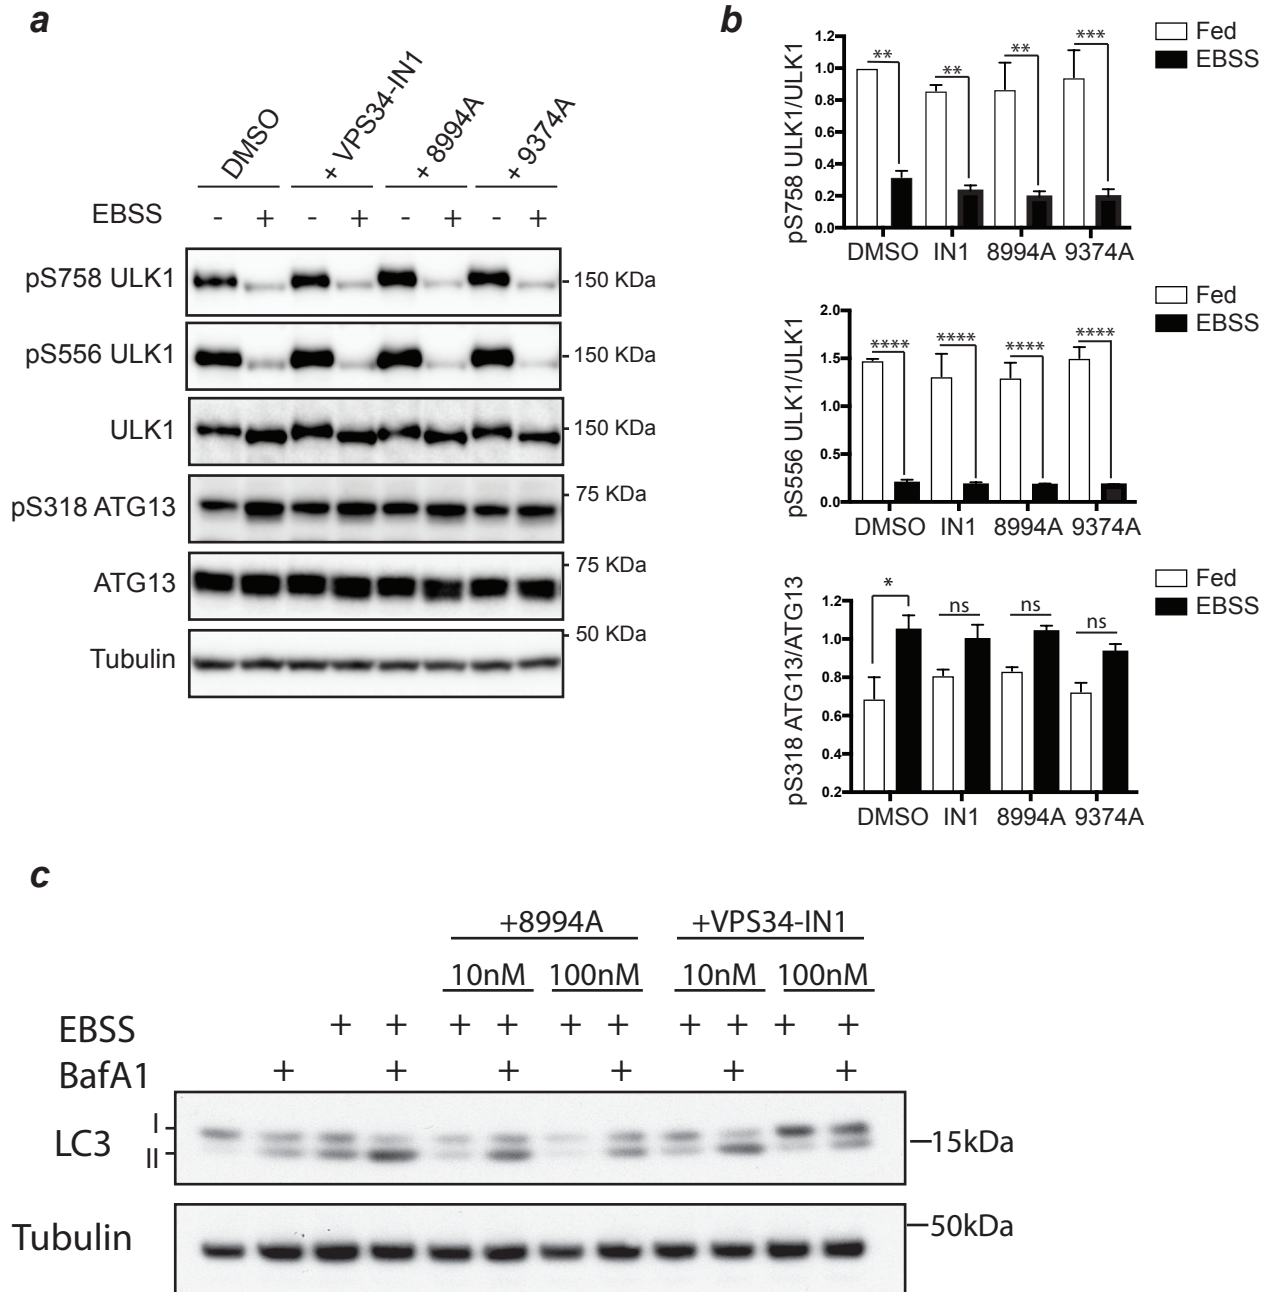 a
DMSO
+ VPS34-IN1
+ 8994A
+ 9374A
EBSS - + - + - + - +
pS758 ULK1
150 KDa
pS556 ULK1
150 KDa
ULK1
150 KDa
pS318 ATG13
75 KDa
ATG13
75 KDa
Tubulin
50 KDa
b
pS758 ULK1/ULK1
1.2
1.0
0.8
0.6
0.4
0.2
0.0
** ** ** ***
DMSO IN1 8994A 9374A
Fed
EBSS
pS556 ULK1/ULK1
2.0
1.5
1.0
0.5
0.0
**** **** **** ****
DMSO IN1 8994A 9374A
Fed
EBSS
pS318 ATG13/ATG13
1.2
1.0
0.8
0.6
0.4
0.2
* ns ns ns
DMSO IN1 8994A 9374A
Fed
EBSS
c
+8994A +VPS34-IN1
10nM 100nM 10nM 100nM
EBSS + + + + + + + + + +
BafA1 + + + + + +
LC3
I
II
15kDa
Tubulin
50kDa